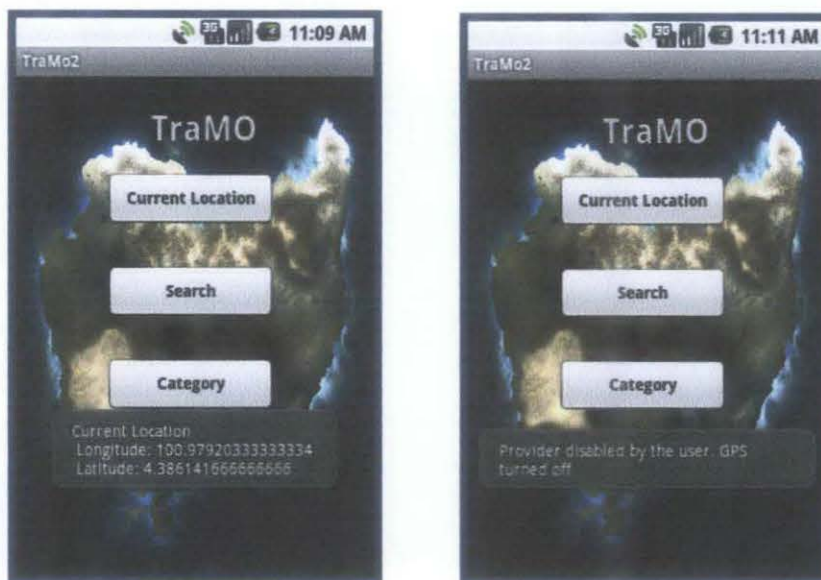 11:09 AM
TraMo2
TraMO
Current Location
Search
Category
Current Location
Longitude: 100.97920333333334
Latitude: 4.386141666666666
11:11 AM
TraMo2
TraMO
Current Location
Search
Category
Provider disabled by the user. GPS
turned off